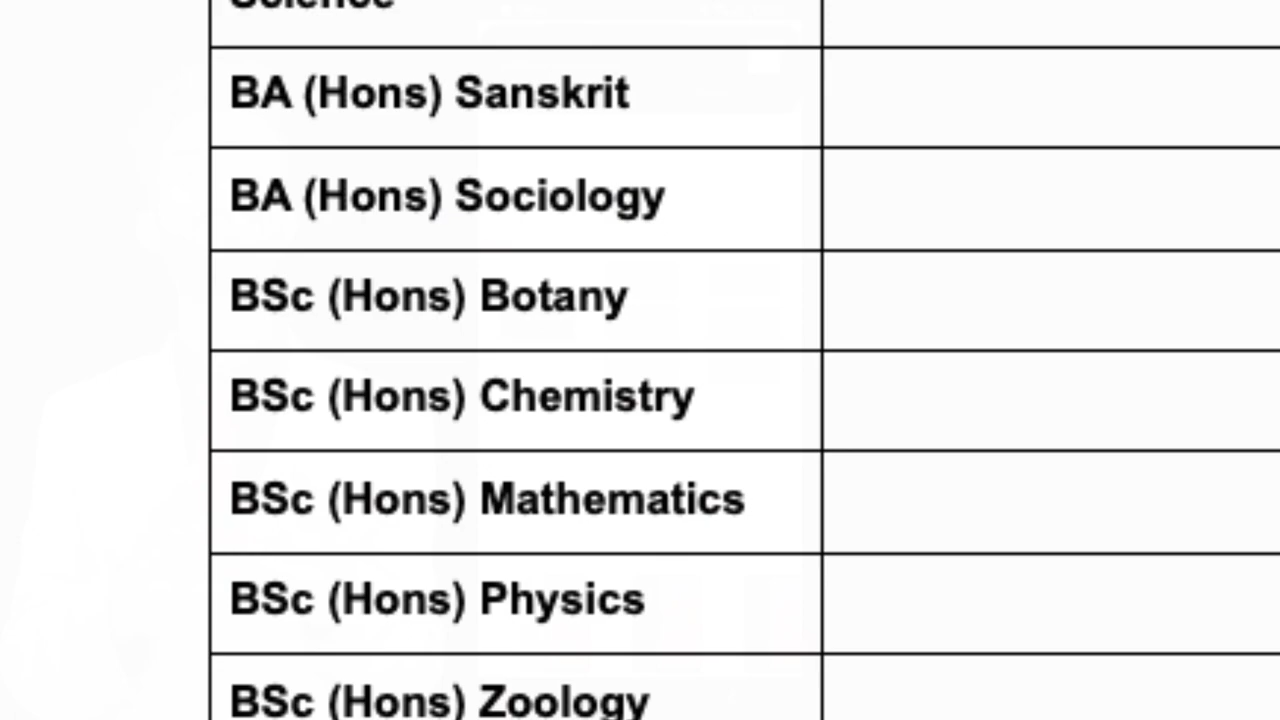 Science
BA (Hons) Sanskrit
BA (Hons) Sociology
BSc (Hons) Botany
BSc (Hons) Chemistry
BSc (Hons) Mathematics
BSc (Hons) Physics
BSc (Hons) Zoology